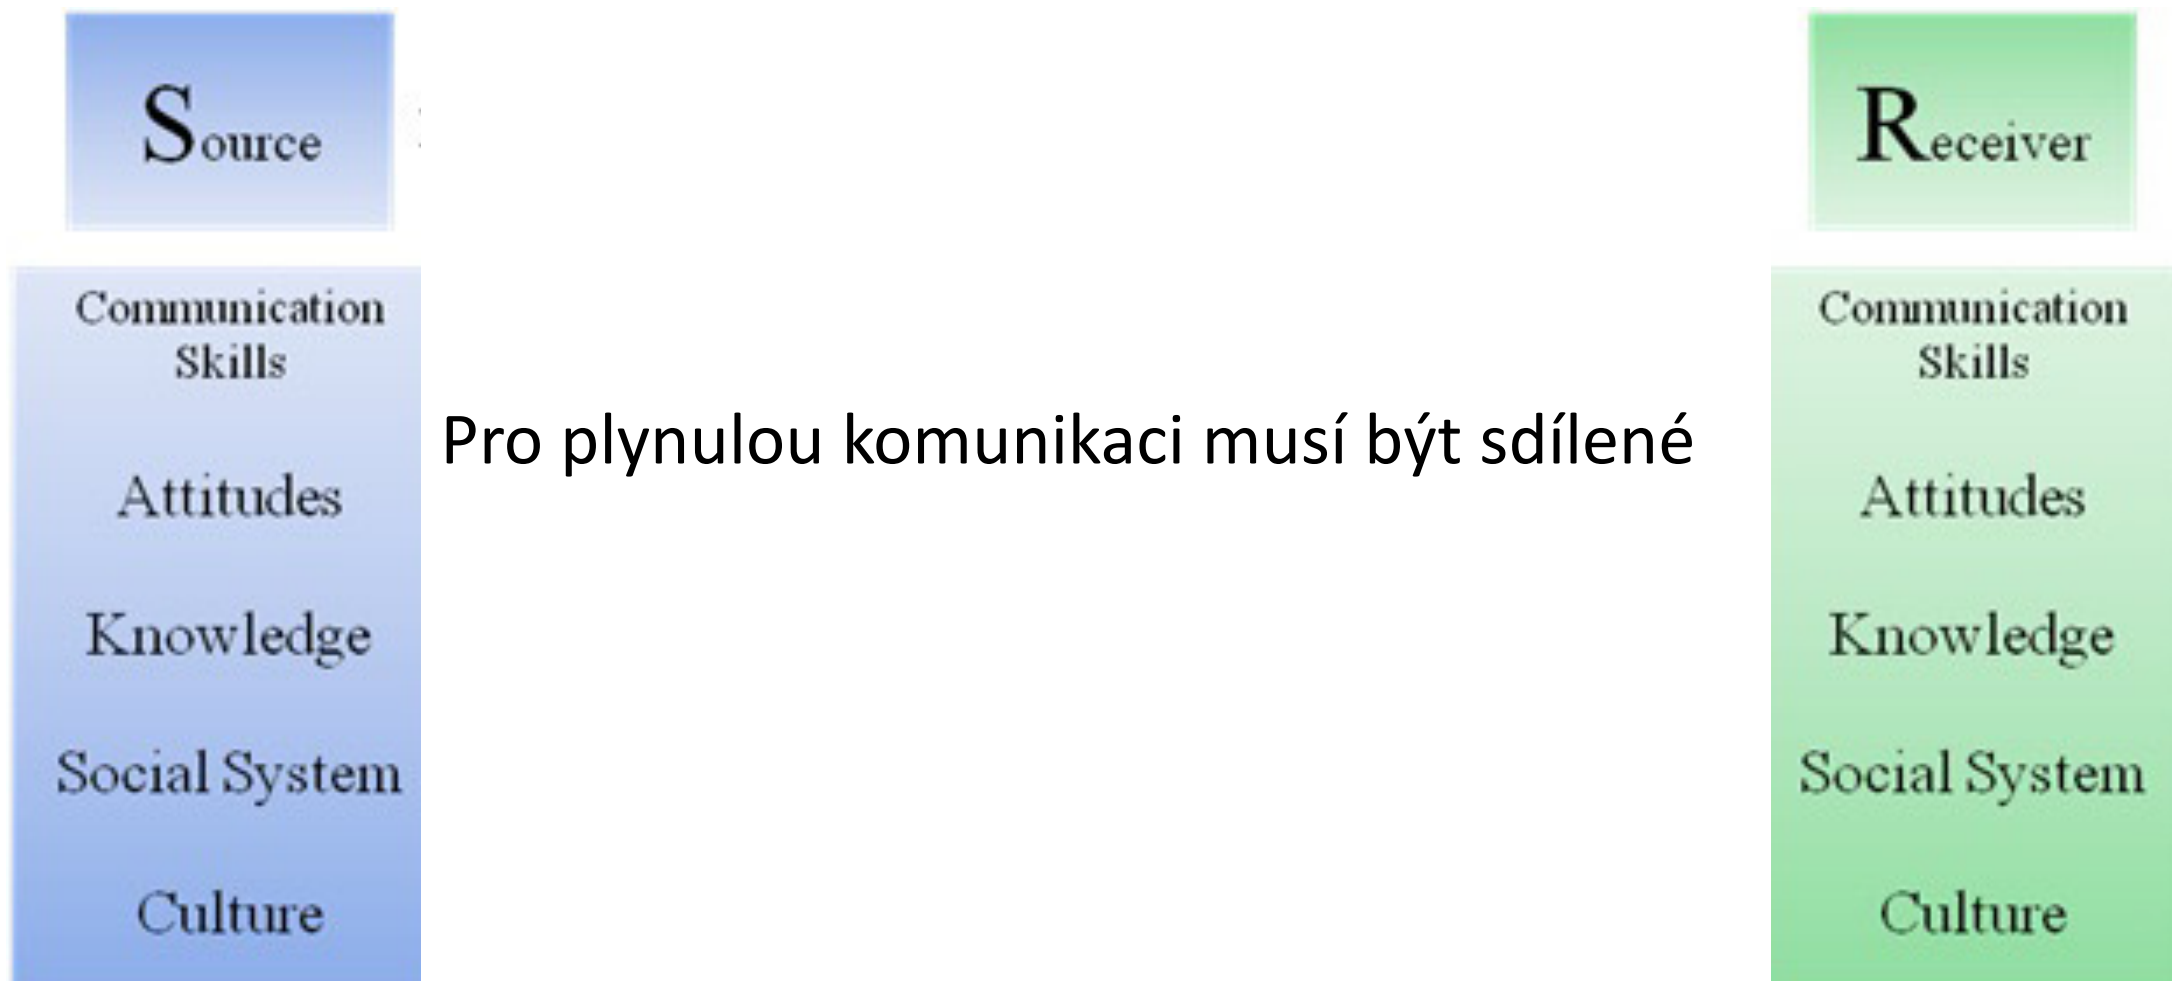 Source
Communication
Skills
Attitudes
Knowledge
Social System
Culture
Pro plynulou komunikaci musí být sdílené
Receiver
Communication
Skills
Attitudes
Knowledge
Social System
Culture